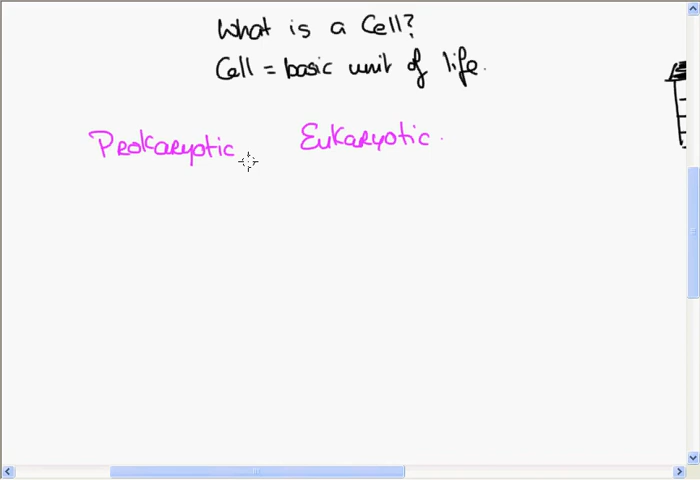 What is a Cell?
Cell = basic unit of life.
Prokaryotic Eukaryotic.